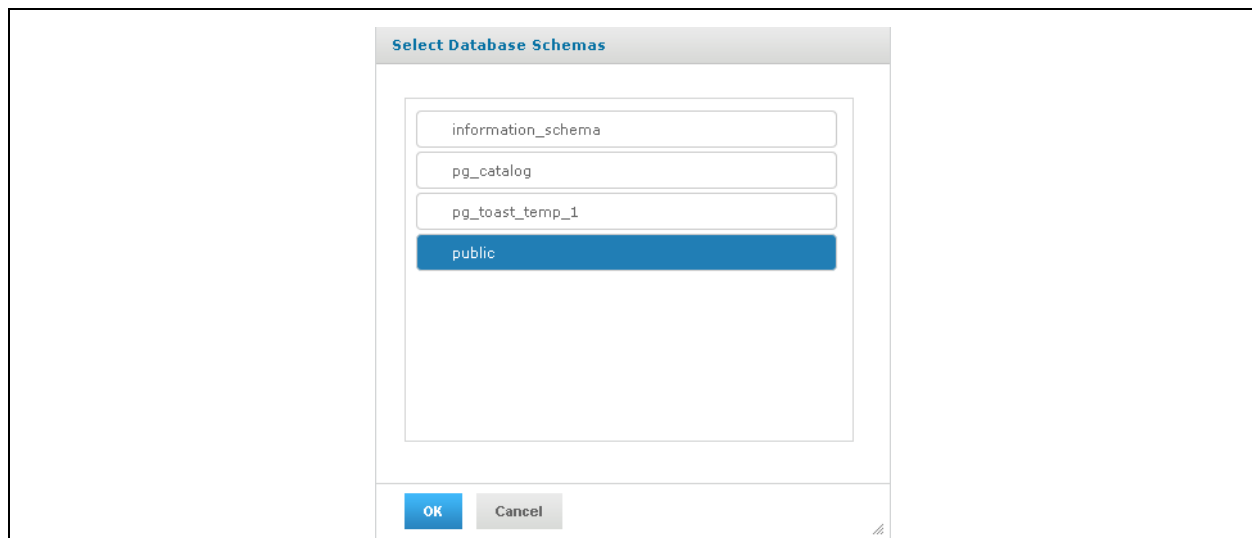 Select Database Schemas
information_schema
pg_catalog
pg_toast_temp_1
public
OK Cancel